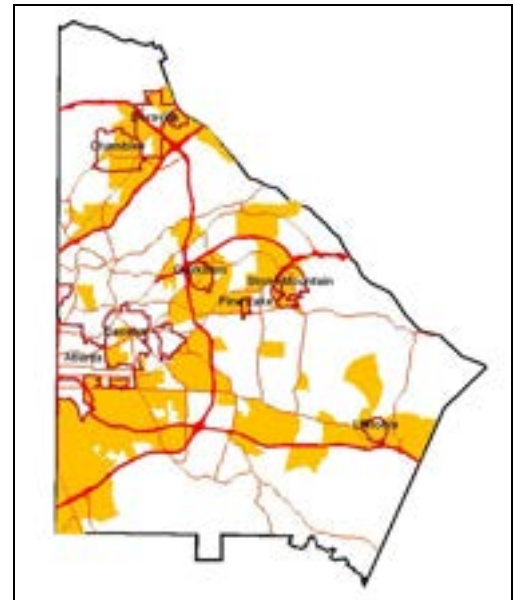 Doraville
Chamblee
Clarkston
Stone Mountain
Pine Lake
Decatur
Atlanta
Lithonia